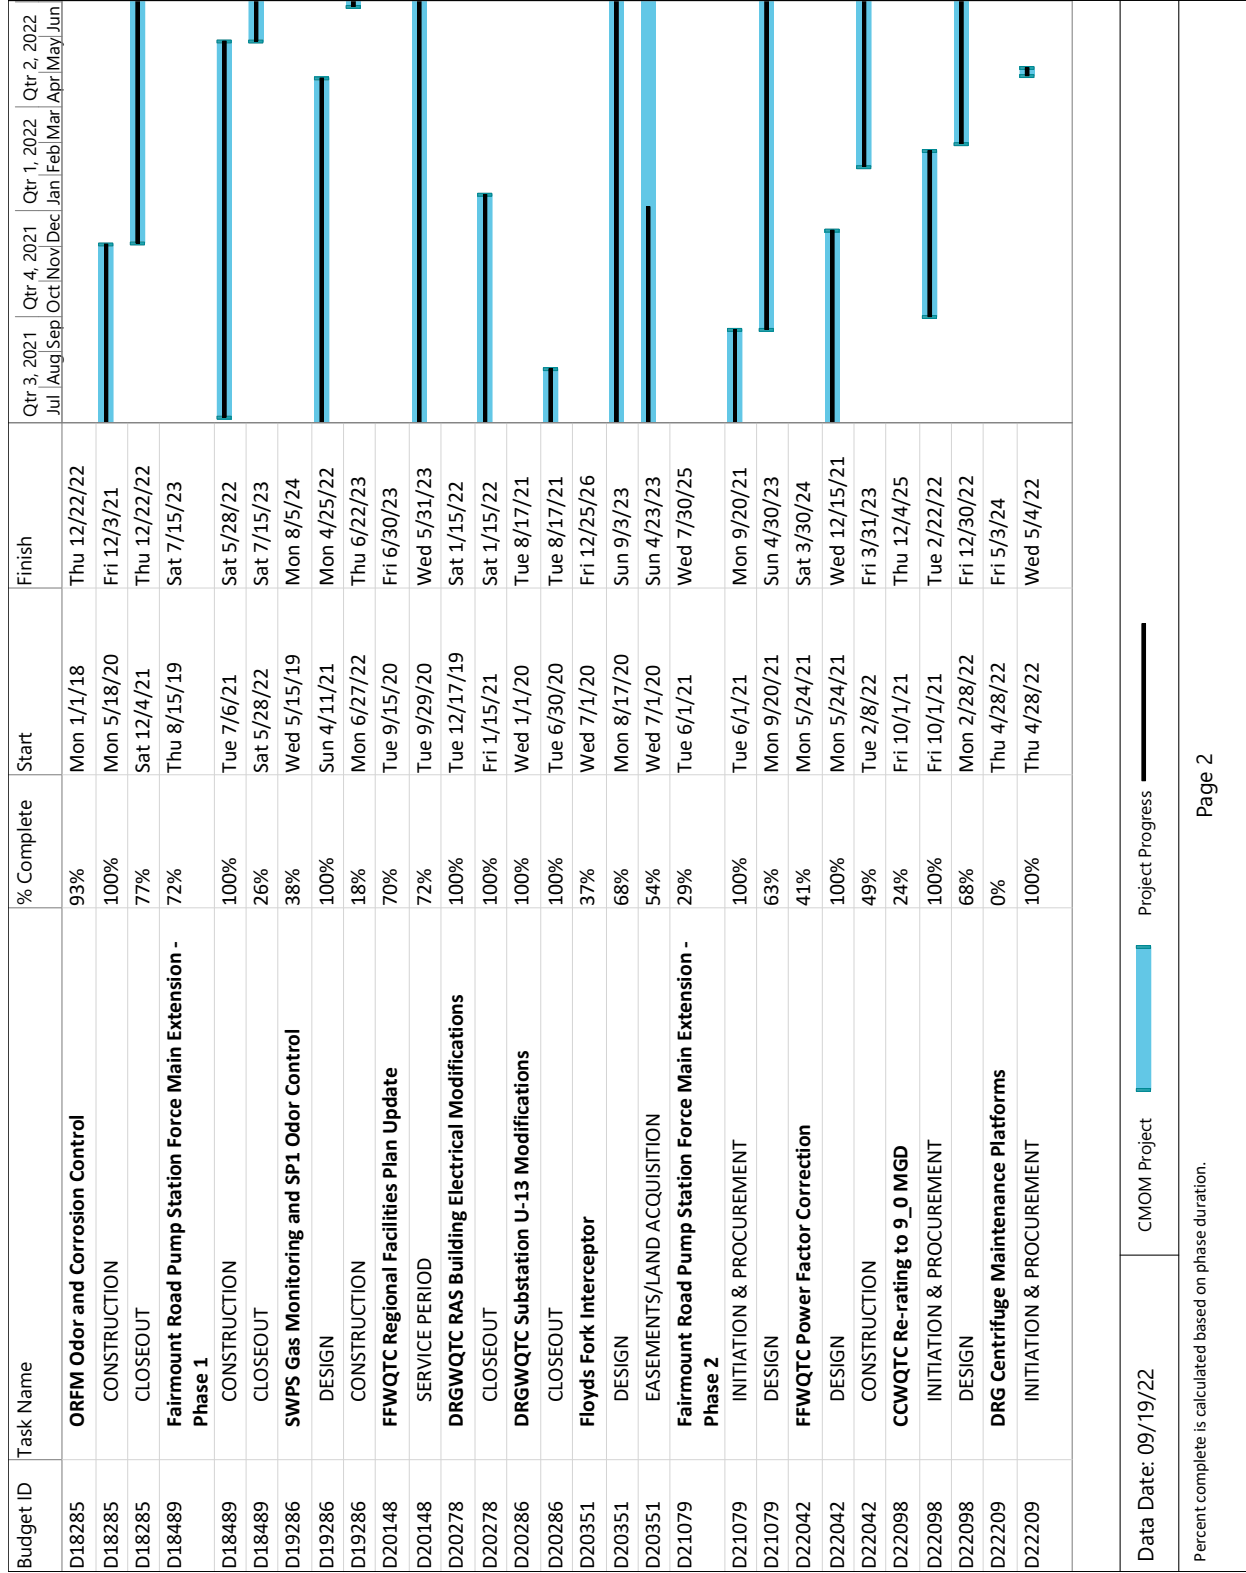 Budget ID Task Name % Complete Start Finish Qtr 3, 2021 Qtr 4, 2021 Qtr 1, 2022 Qtr 2, 2022
Jul Aug Sep Oct Nov Dec Jan Feb Mar Apr May Jun
D18285 ORFM Odor and Corrosion Control 93% Mon 1/1/18 Thu 12/22/22
D18285 CONSTRUCTION 100% Mon 5/18/20 Fri 12/3/21
D18285 CLOSEOUT 77% Sat 12/4/21 Thu 12/22/22
D18489 Fairmount Road Pump Station Force Main Extension - 72% Thu 8/15/19 Sat 7/15/23
Phase 1
D18489 CONSTRUCTION 100% Tue 7/6/21 Sat 5/28/22
D18489 CLOSEOUT 26% Sat 5/28/22 Sat 7/15/23
D19286 SWPS Gas Monitoring and SP1 Odor Control 38% Wed 5/15/19 Mon 8/5/24
D19286 DESIGN 100% Sun 4/11/21 Mon 4/25/22
D19286 CONSTRUCTION 18% Mon 6/27/22 Thu 6/22/23
D20148 FFWQTC Regional Facilities Plan Update 70% Tue 9/15/20 Fri 6/30/23
D20148 SERVICE PERIOD 72% Tue 9/29/20 Wed 5/31/23
D20278 DRGWQTC RAS Building Electrical Modifications 100% Tue 12/17/19 Sat 1/15/22
D20278 CLOSEOUT 100% Fri 1/15/21 Sat 1/15/22
D20286 DRGWQTC Substation U-13 Modifications 100% Wed 1/1/20 Tue 8/17/21
D20286 CLOSEOUT 100% Tue 6/30/20 Tue 8/17/21
D20351 Floyds Fork Interceptor 37% Wed 7/1/20 Fri 12/25/26
D20351 DESIGN 68% Mon 8/17/20 Sun 9/3/23
D20351 EASEMENTS/LAND ACQUISITION 54% Wed 7/1/20 Sun 4/23/23
D21079 Fairmount Road Pump Station Force Main Extension - 29% Tue 6/1/21 Wed 7/30/25
Phase 2
D21079 INITIATION & PROCUREMENT 100% Tue 6/1/21 Mon 9/20/21
D21079 DESIGN 63% Mon 9/20/21 Sun 4/30/23
D22042 FFWQTC Power Factor Correction 41% Mon 5/24/21 Sat 3/30/24
D22042 DESIGN 100% Mon 5/24/21 Wed 12/15/21
D22042 CONSTRUCTION 49% Tue 2/8/22 Fri 3/31/23
D22098 CCWQTC Re-rating to 9_0 MGD 24% Fri 10/1/21 Thu 12/4/25
D22098 INITIATION & PROCUREMENT 100% Fri 10/1/21 Tue 2/22/22
D22098 DESIGN 68% Mon 2/28/22 Fri 12/30/22
D22209 DRG Centrifuge Maintenance Platforms 0% Thu 4/28/22 Fri 5/3/24
D22209 INITIATION & PROCUREMENT 100% Thu 4/28/22 Wed 5/4/22
Data Date: 09/19/22 CMOM Project Project Progress
Percent complete is calculated based on phase duration.
Page 2